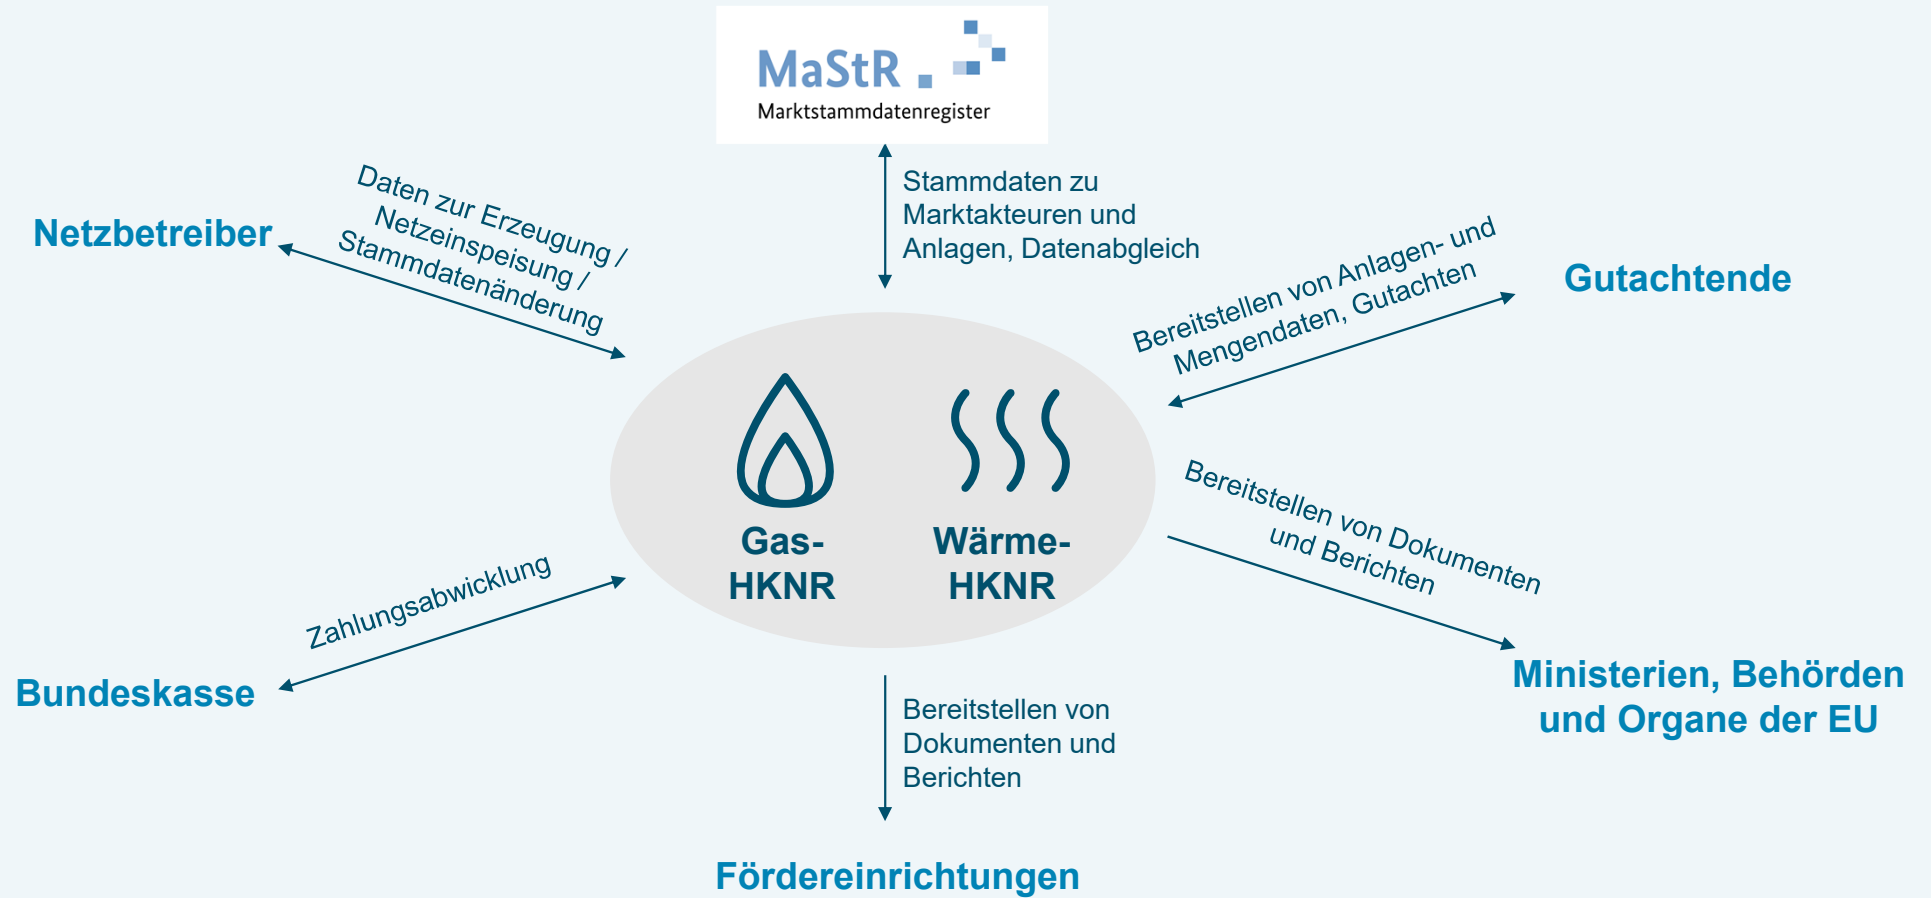 MaStR
Marktstammdatenregister
Stammdaten zu
Marktakteuren und
Anlagen, Datenabgleich
Netzbetreiber
Daten zur Erzeugung /
Netzeinspeisung /
Stammdatenänderung
Bereitstellen von Anlagen- und
Mengendaten, Gutachten
Gutachtende
Gas-
HKNR
Wärme-
HKNR
Bereitstellen von Dokumenten
und Berichten
Ministerien, Behörden
und Organe der EU
Zahlungsabwicklung
Bundeskasse
Bereitstellen von
Dokumenten und
Berichten
Fördereinrichtungen